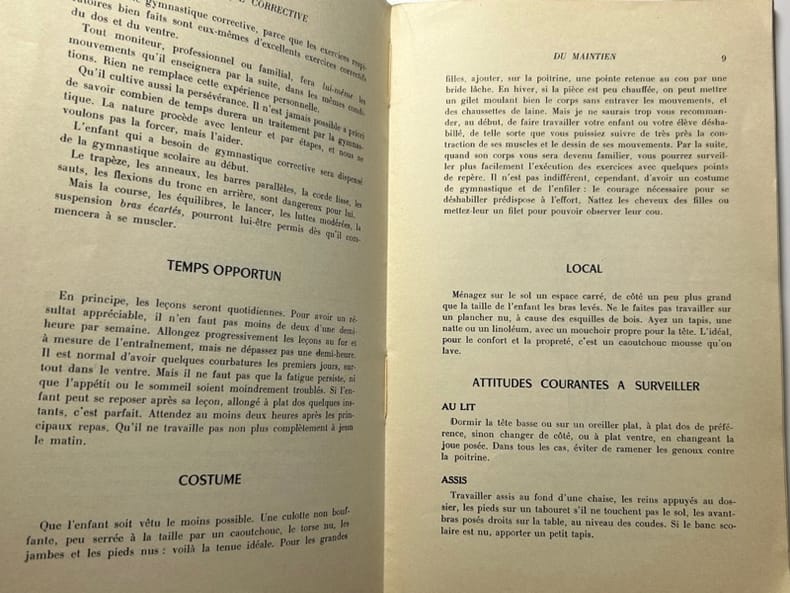 E CORRECTIVE
gymnastique corrective, parce que les exercices respi-
ratoires bien faits sont eux-mêmes d'excellents exercices correctifs
du dos et du ventre.
Tout moniteur, professionnel ou familial, fera lui-même les
mouvements qu'il enseignera par la suite, dans les mêmes condi-
tions. Rien ne remplace cette expérience personnelle.
Qu'il cultive aussi la persévérance. Il n'est jamais possible a priori
de savoir combien de temps durera un traitement par la gymnas-
tique. La nature procède avec lenteur et par étapes, et nous ne
voulons pas la forcer, mais l'aider.
L'enfant qui a besoin de gymnastique corrective sera dispensé
de la gymnastique scolaire au début.
Le trapèze, les anneaux, les barres parallèles, la corde lisse, les
sauts, les flexions du tronc en arrière, sont dangereux pour lui.
Mais la course, les équilibres, le lancer, les luttes modérées, la
suspension bras écartés, pourront lui-être permis dès qu'il com-
mencera à se muscler.
TEMPS OPPORTUN
En principe, les leçons seront quotidiennes. Pour avoir un ré-
sultat appréciable, il n'en faut pas moins de deux d'une demi-
heure par semaine. Allongez progressivement les leçons au fur et
à mesure de l'entraînement, mais ne dépassez pas une demi-heure.
Il est normal d'avoir quelques courbatures les premiers jours, sur-
tout dans le ventre. Mais il ne faut pas que la fatigue persiste, ni
que l'appétit ou le sommeil soient moindrement troublés. Si l'en-
fant peut se reposer après sa leçon, allongé à plat dos quelques ins-
tants, c'est parfait. Attendez au moins deux heures après les prin-
cipaux repas. Qu'il ne travaille pas non plus complètement à jeun
le matin.
COSTUME
Que l'enfant soit vêtu le moins possible. Une culotte non bouf-
fante, peu serrée à la taille par un caoutchouc, le torse nu, les
jambes et les pieds nus : voilà la tenue idéale. Pour les grandes
DU MAINTIEN
9
filles, ajouter, sur la poitrine, une pointe retenue au cou par une
bride lâche. En hiver, si la pièce est peu chauffée, on peut mettre
un gilet moulant bien le corps sans entraver les mouvements, et
des chaussettes de laine. Mais je ne saurais trop vous recomman-
der, au début, de faire travailler votre enfant ou votre élève désha-
billé, de telle sorte que vous puissiez suivre de très près la con-
traction de ses muscles et le dessin de ses mouvements. Par la suite,
quand son corps vous sera devenu familier, vous pourrez surveil-
ler plus facilement l'exécution des exercices avec quelques points
de repère. Il n'est pas indifférent, cependant, d'avoir un costume
de gymnastique et de l'enfiler : le courage nécessaire pour se
déshabiller prédispose à l'effort. Nattez les cheveux des filles ou
mettez-leur un filet pour pouvoir observer leur cou.
LOCAL
Ménagez sur le sol un espace carré, de côté un peu plus grand
que la taille de l'enfant les bras levés. Ne le faites pas travailler sur
un plancher nu, à cause des esquilles de bois. Ayez un tapis, une
natte ou un linoléum, avec un mouchoir propre pour la tête. L'idéal,
pour le confort et la propreté, c'est un caoutchouc mousse qu'on
lave.
ATTITUDES COURANTES A SURVEILLER
AU LIT
Dormir la tête basse ou sur un oreiller plat, à plat dos de préfé-
rence, sinon changer de côté, ou à plat ventre, en changeant la
joue posée. Dans tous les cas, éviter de ramener les genoux contre
la poitrine.
ASSIS
Travailler assis au fond d'une chaise, les reins appuyés au dos-
sier, les pieds sur un tabouret s'il ne touchent pas le sol, les avant-
bras posés droits sur la table, au niveau des coudes. Si le banc sco-
laire est nu, apporter un petit tapis.